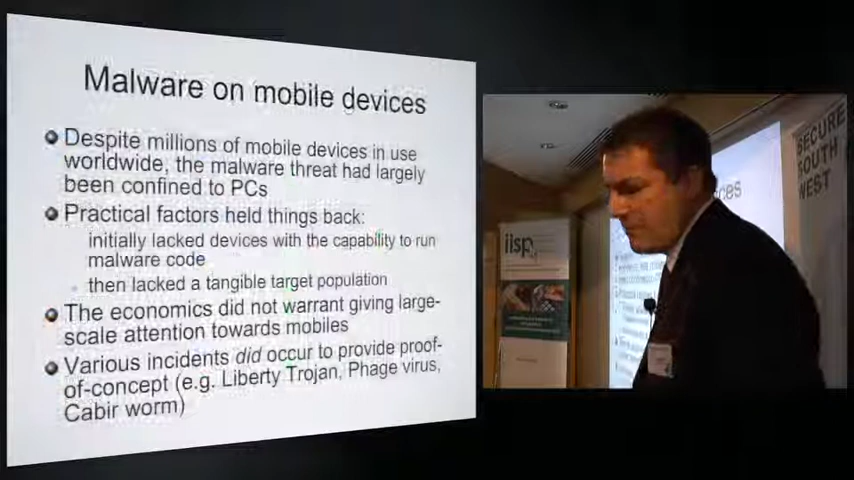 Malware on mobile devices
Despite millions of mobile devices in use
worldwide, the malware threat had largely
been confined to PCs
Practical factors held things back:
initially lacked devices with the capability to run
malware code
then lacked a tangible target population
The economics did not warrant giving large-
scale attention towards mobiles
Various incidents did occur to provide proof-
of-concept (e.g. Liberty Trojan, Phage virus,
Cabir worm)
iisp
SECURE
SOUTH
WEST